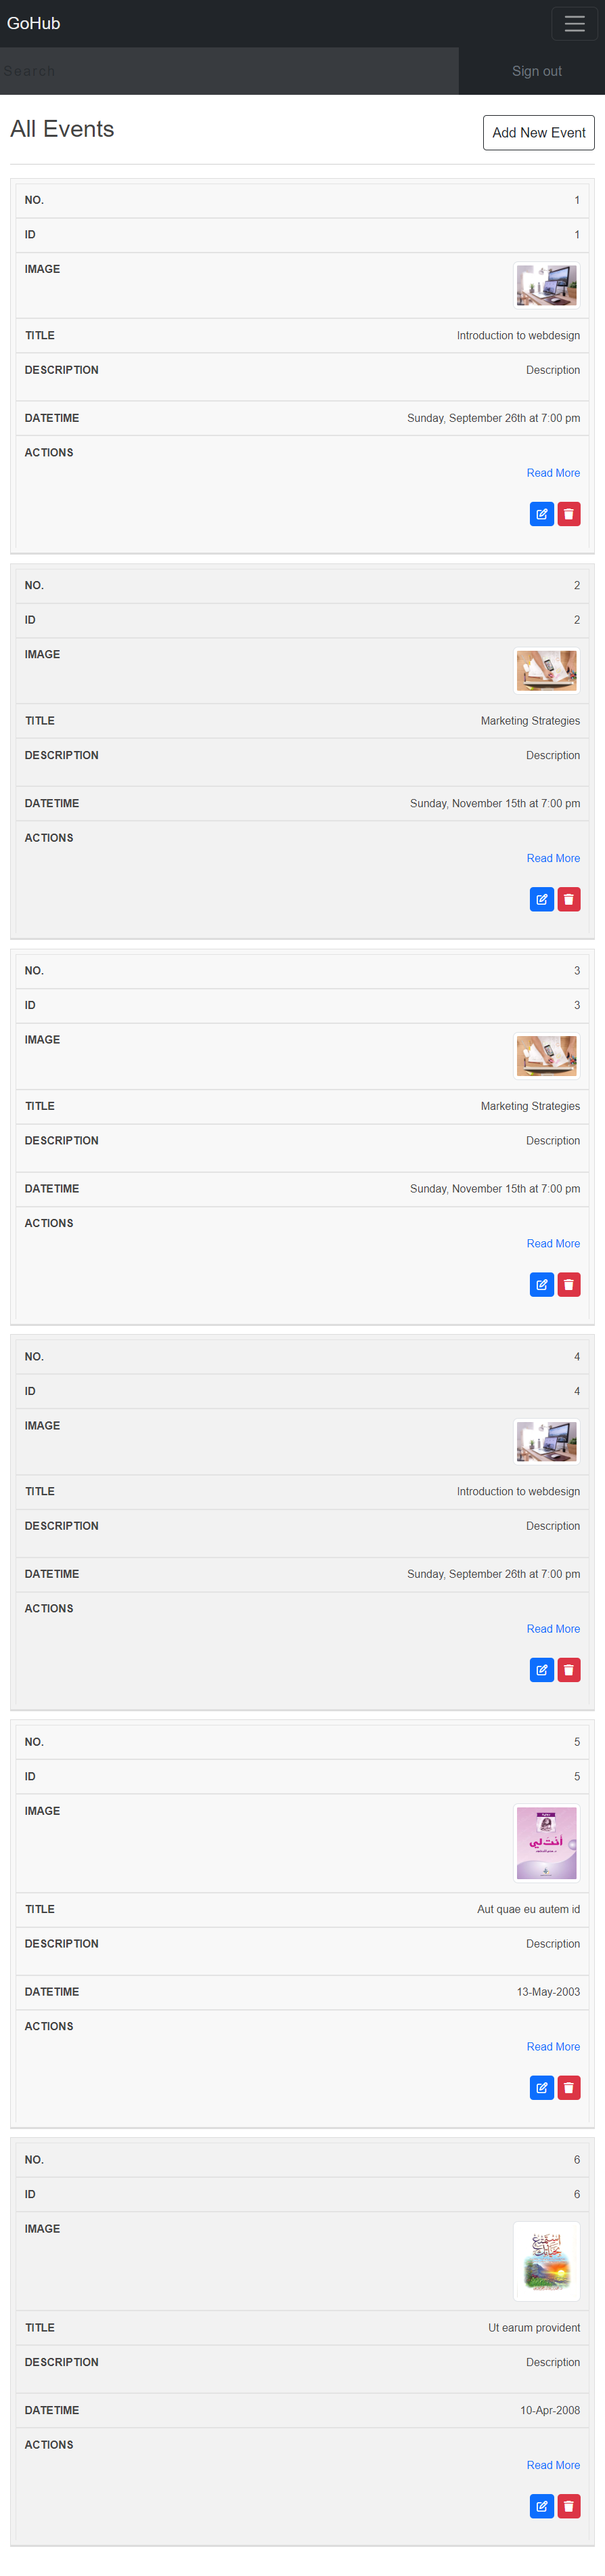 GoHub
Search
Sign out
All Events
Add New Event
NO. 1
ID 1
IMAGE
TITLE Introduction to webdesign
DESCRIPTION Description
DATETIME Sunday, September 26th at 7:00 pm
ACTIONS
Read More
NO. 2
ID 2
IMAGE
TITLE Marketing Strategies
DESCRIPTION Description
DATETIME Sunday, November 15th at 7:00 pm
ACTIONS
Read More
NO. 3
ID 3
IMAGE
TITLE Marketing Strategies
DESCRIPTION Description
DATETIME Sunday, November 15th at 7:00 pm
ACTIONS
Read More
NO. 4
ID 4
IMAGE
TITLE Introduction to webdesign
DESCRIPTION Description
DATETIME Sunday, September 26th at 7:00 pm
ACTIONS
Read More
NO. 5
ID 5
IMAGE
أنت لي
TITLE Aut quae eu autem id
DESCRIPTION Description
DATETIME 13-May-2003
ACTIONS
Read More
NO. 6
ID 6
IMAGE
استمتع
بحياتك
TITLE Ut earum provident
DESCRIPTION Description
DATETIME 10-Apr-2008
ACTIONS
Read More